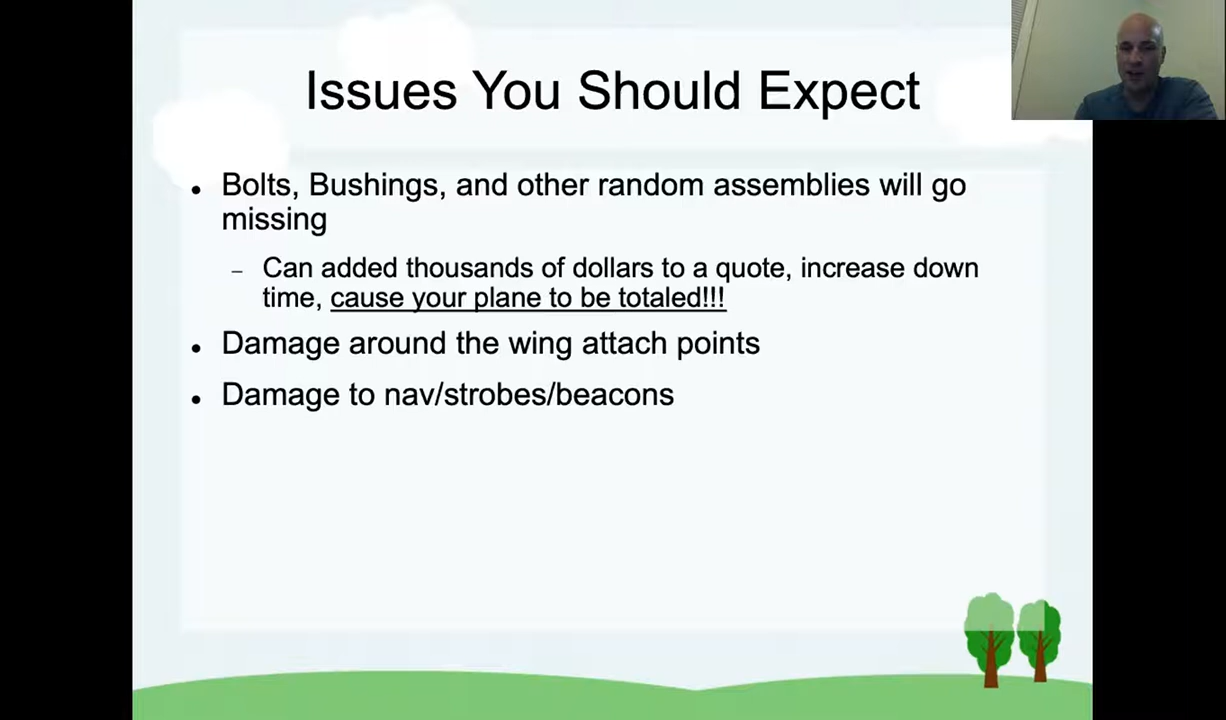 Issues You Should Expect
• Bolts, Bushings, and other random assemblies will go
missing
– Can added thousands of dollars to a quote, increase down
time, cause your plane to be totaled!!!
• Damage around the wing attach points
• Damage to nav/strobes/beacons